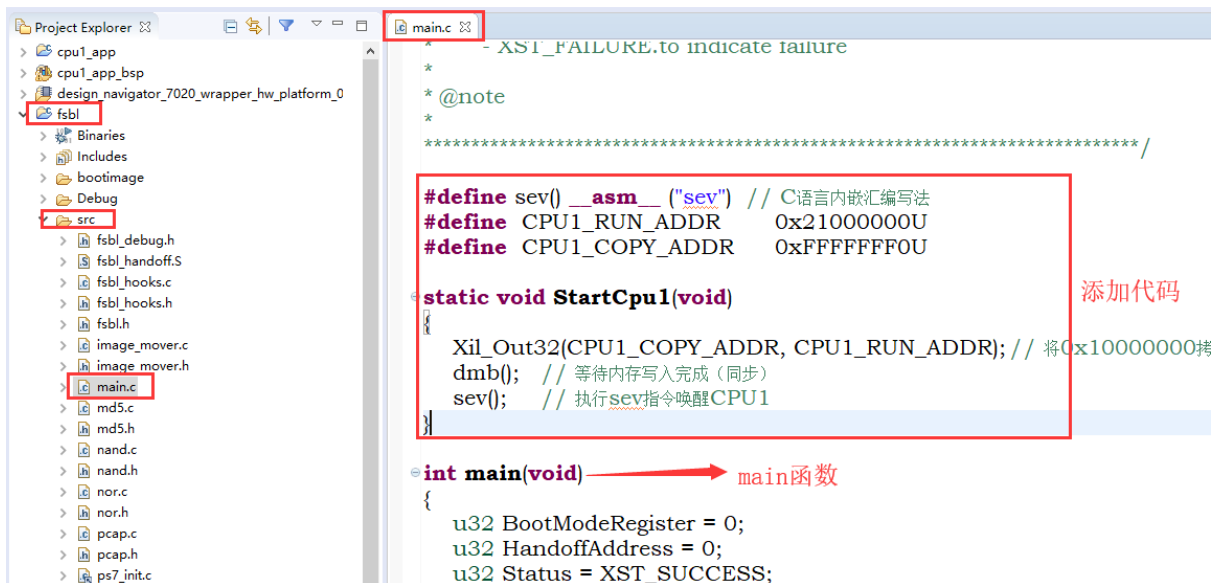 Project Explorer
cpu1_app
cpu1_app_bsp
design_navigator_7020_wrapper_hw_platform_0
fsbl
Binaries
Includes
bootimage
Debug
src
fsbl_debug.h
fsbl_handoff.S
fsbl_hooks.c
fsbl_hooks.h
fsbl.h
image_mover.c
image_mover.h
main.c
md5.c
md5.h
nand.c
nand.h
nor.c
nor.h
pcap.c
pcap.h
ps7_init.c
main.c
* - XST_FAILURE.to indicate failure
*
* @note
*
****************************************************************************/
#define sev() __asm__ ("sev") // C语言内嵌汇编写法
#define CPU1_RUN_ADDR 0x21000000U
#define CPU1_COPY_ADDR 0xFFFFFFF0U
static void StartCpu1(void)
{
Xil_Out32(CPU1_COPY_ADDR, CPU1_RUN_ADDR); // 将0x10000000拷
dmb(); // 等待内存写入完成（同步）
sev(); // 执行sev指令唤醒CPU1
}
添加代码
int main(void) main函数
{
u32 BootModeRegister = 0;
u32 HandoffAddress = 0;
u32 Status = XST_SUCCESS;